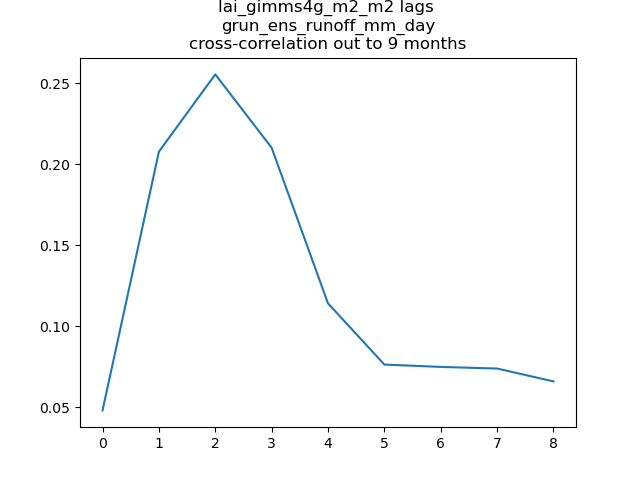 lai_gimms4g_m2_m2 lags
grun_ens_runoff_mm_day
cross-correlation out to 9 months
0.25
0.20
0.15
0.10
0.05
0 1 2 3 4 5 6 7 8